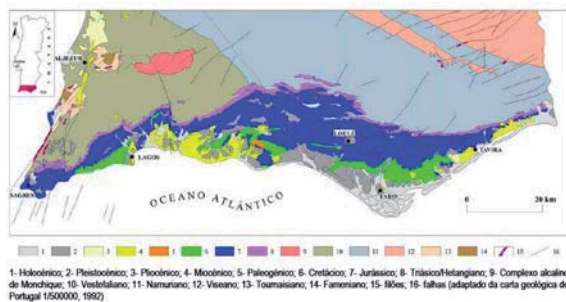 ALJEZUR
LOULÉ
LAGOS
TAVIRA
SAGRES
FARO
OCEANO ATLÂNTICO
0 20 km
1 2 3 4 5 6 7 8 9 10 11 12 13 14 15 16
1- Holocénico; 2- Pleistocénico; 3- Pliocénico; 4- Miocénico; 5- Paleogénico; 6- Cretácico; 7- Jurássico; 8- Triásico/Hetangiano; 9- Complexo alcalino
de Monchique; 10- Vestefaliano; 11- Namuriano; 12- Viseano; 13- Tournaisiano; 14- Fameniano; 15- filões; 16- falhas (adaptado da carta geológica de
Portugal 1/500000, 1992)